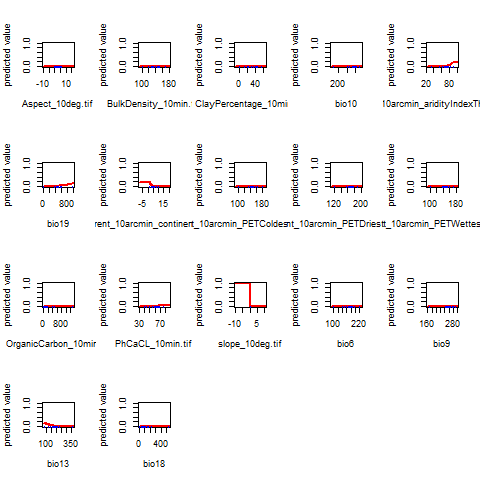 predicted value predicted value predicted value predicted value predicted value
0.0 1.0 0.0 1.0 0.0 1.0 0.0 1.0 0.0 1.0
-10 10 100 180 0 40 200 20 80
Aspect_10deg.tif BulkDensity_10min. ClayPercentage_10mi bio10 10arcmin_aridityIndexTh
predicted value predicted value predicted value predicted value predicted value
0.0 1.0 0.0 1.0 0.0 1.0 0.0 1.0 0.0 1.0
0 800 -5 15 100 180 120 200 100 180
bio19 rent_10arcmin_continent t_10arcmin_PETColdes nt_10arcmin_PETDriest t_10arcmin_PETWettes
predicted value predicted value predicted value predicted value predicted value
0.0 1.0 0.0 1.0 0.0 1.0 0.0 1.0 0.0 1.0
0 800 30 70 -10 5 100 220 160 280
OrganicCarbon_10mir PhCaCL_10min.tif slope_10deg.tif bio6 bio9
predicted value predicted value
0.0 1.0 0.0 1.0
100 350 0 400
bio13 bio18